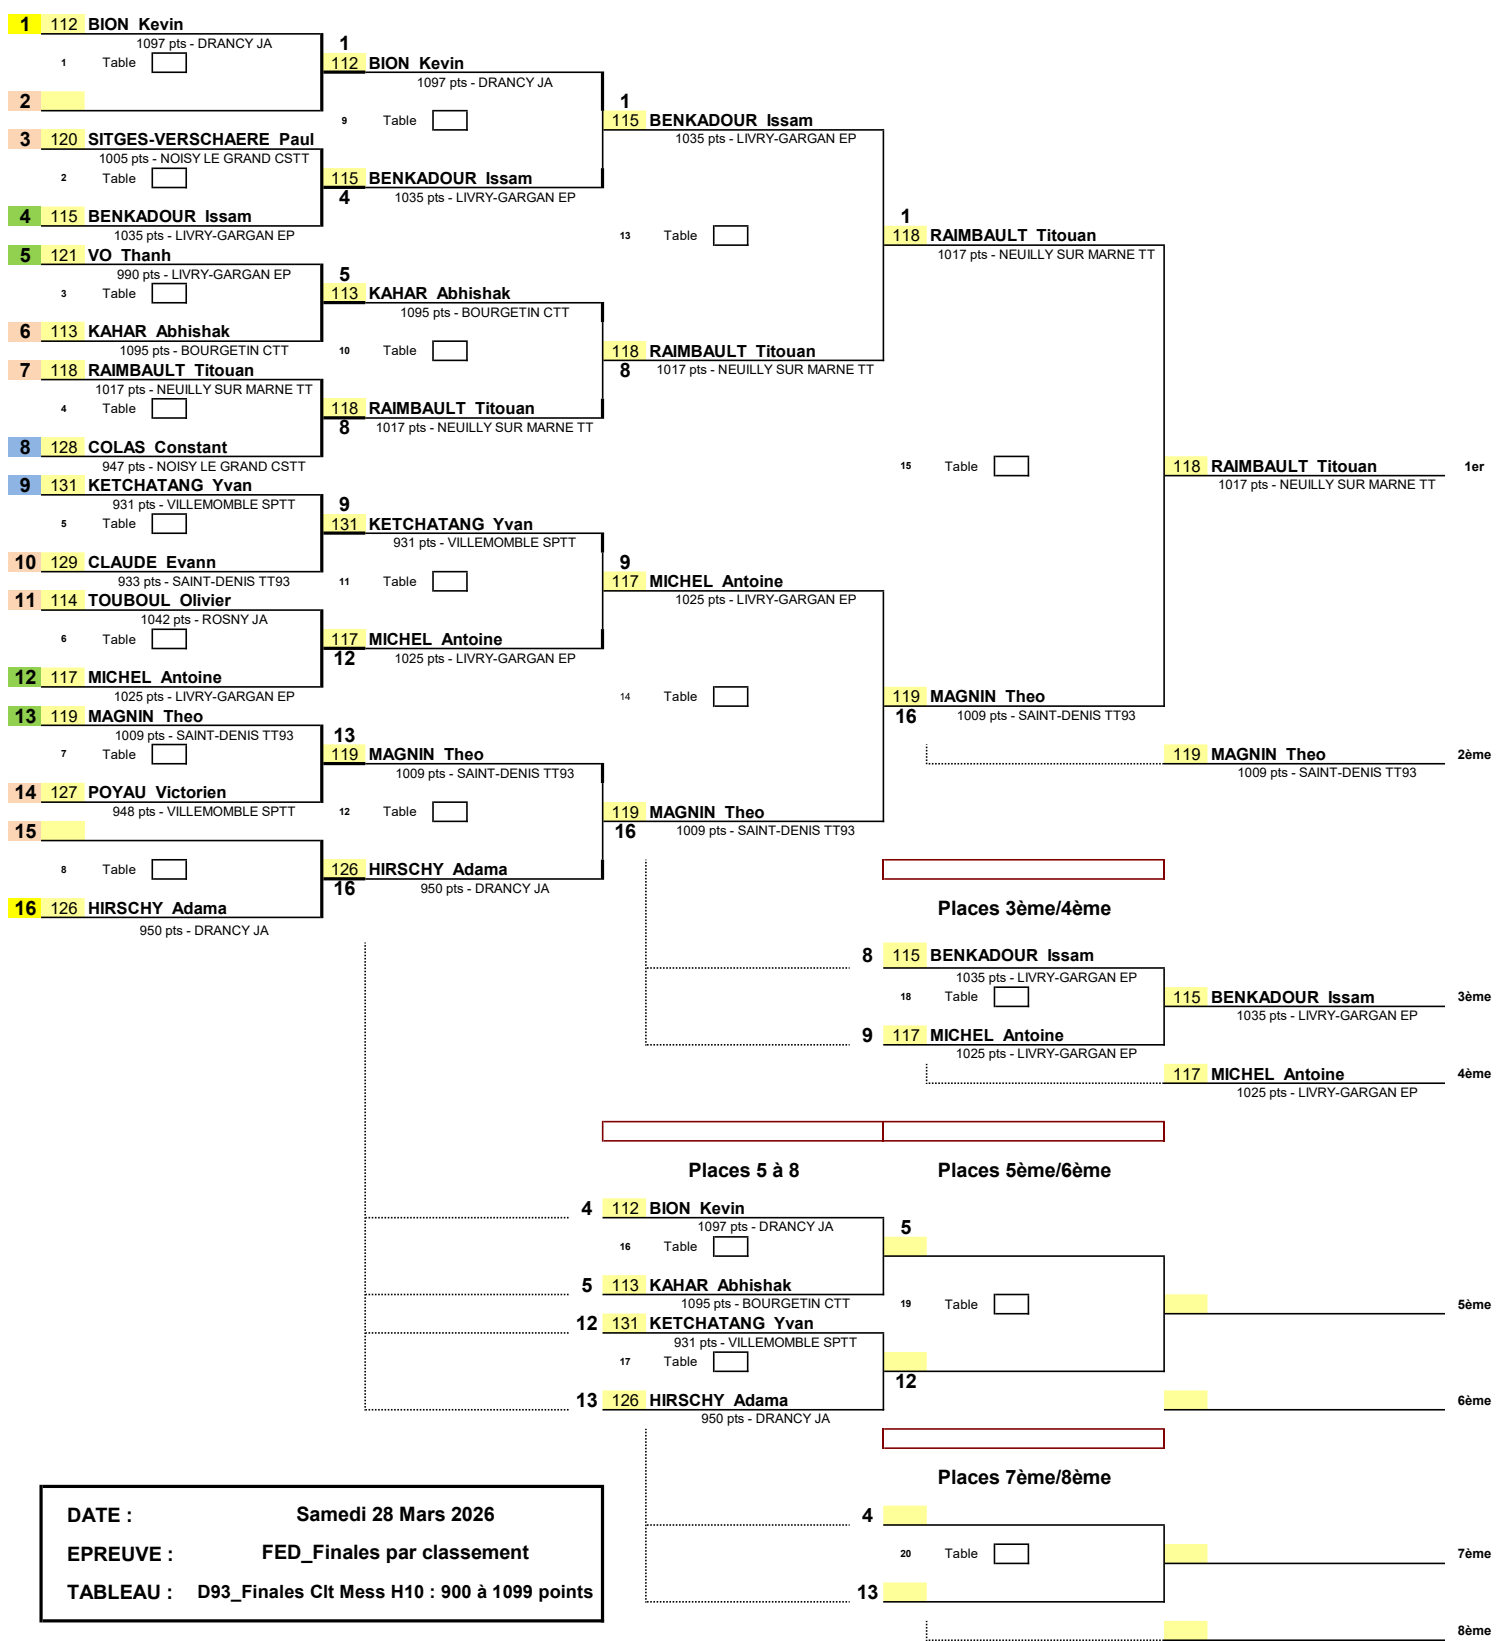 1 112 BION Kevin
1097 pts - DRANCY JA
1 Table
2
3 120 SITGES-VERSCHAERE Paul
1005 pts - NOISY LE GRAND CSTT
2 Table
4 115 BENKADOUR Issam
1035 pts - LIVRY-GARGAN EP
5 121 VO Thanh
990 pts - LIVRY-GARGAN EP
3 Table
6 113 KAHAR Abhishak
1095 pts - BOURGETIN CTT
7 118 RAIMBAULT Titouan
1017 pts - NEUILLY SUR MARNE TT
4 Table
8 128 COLAS Constant
947 pts - NOISY LE GRAND CSTT
9 131 KETCHATANG Yvan
931 pts - VILLEMOMBLE SPTT
5 Table
10 129 CLAUDE Evann
933 pts - SAINT-DENIS TT93
11 114 TOUBOUL Olivier
1042 pts - ROSNY JA
6 Table
12 117 MICHEL Antoine
1025 pts - LIVRY-GARGAN EP
13 119 MAGNIN Theo
1009 pts - SAINT-DENIS TT93
7 Table
14 127 POYAU Victorien
948 pts - VILLEMOMBLE SPTT
15
8 Table
16 126 HIRSCHY Adama
950 pts - DRANCY JA
1
112 BION Kevin
1097 pts - DRANCY JA
9 Table
115 BENKADOUR Issam
4 1035 pts - LIVRY-GARGAN EP
5
113 KAHAR Abhishak
1095 pts - BOURGETIN CTT
10 Table
118 RAIMBAULT Titouan
8 1017 pts - NEUILLY SUR MARNE TT
9
131 KETCHATANG Yvan
931 pts - VILLEMOMBLE SPTT
11 Table
117 MICHEL Antoine
12 1025 pts - LIVRY-GARGAN EP
13
119 MAGNIN Theo
1009 pts - SAINT-DENIS TT93
12 Table
126 HIRSCHY Adama
16 950 pts - DRANCY JA
1
115 BENKADOUR Issam
1035 pts - LIVRY-GARGAN EP
13 Table
118 RAIMBAULT Titouan
8 1017 pts - NEUILLY SUR MARNE TT
9
117 MICHEL Antoine
1025 pts - LIVRY-GARGAN EP
14 Table
119 MAGNIN Theo
16 1009 pts - SAINT-DENIS TT93
1
118 RAIMBAULT Titouan
1017 pts - NEUILLY SUR MARNE TT
15 Table
119 MAGNIN Theo
16 1009 pts - SAINT-DENIS TT93
118 RAIMBAULT Titouan 1er
1017 pts - NEUILLY SUR MARNE TT
119 MAGNIN Theo 2ème
1009 pts - SAINT-DENIS TT93
Places 3ème/4ème
8 115 BENKADOUR Issam
1035 pts - LIVRY-GARGAN EP
18 Table
9 117 MICHEL Antoine
1025 pts - LIVRY-GARGAN EP
115 BENKADOUR Issam 3ème
1035 pts - LIVRY-GARGAN EP
117 MICHEL Antoine 4ème
1025 pts - LIVRY-GARGAN EP
Places 5 à 8
4 112 BION Kevin
1097 pts - DRANCY JA
16 Table
5 113 KAHAR Abhishak
1095 pts - BOURGETIN CTT
12 131 KETCHATANG Yvan
931 pts - VILLEMOMBLE SPTT
17 Table
13 126 HIRSCHY Adama
950 pts - DRANCY JA
Places 5ème/6ème
5
19 Table
12
5ème
6ème
Places 7ème/8ème
4
20 Table
13
7ème
8ème
DATE : Samedi 28 Mars 2026
EPREUVE : FED_Finales par classement
TABLEAU : D93_Finales Clt Mess H10 : 900 à 1099 points